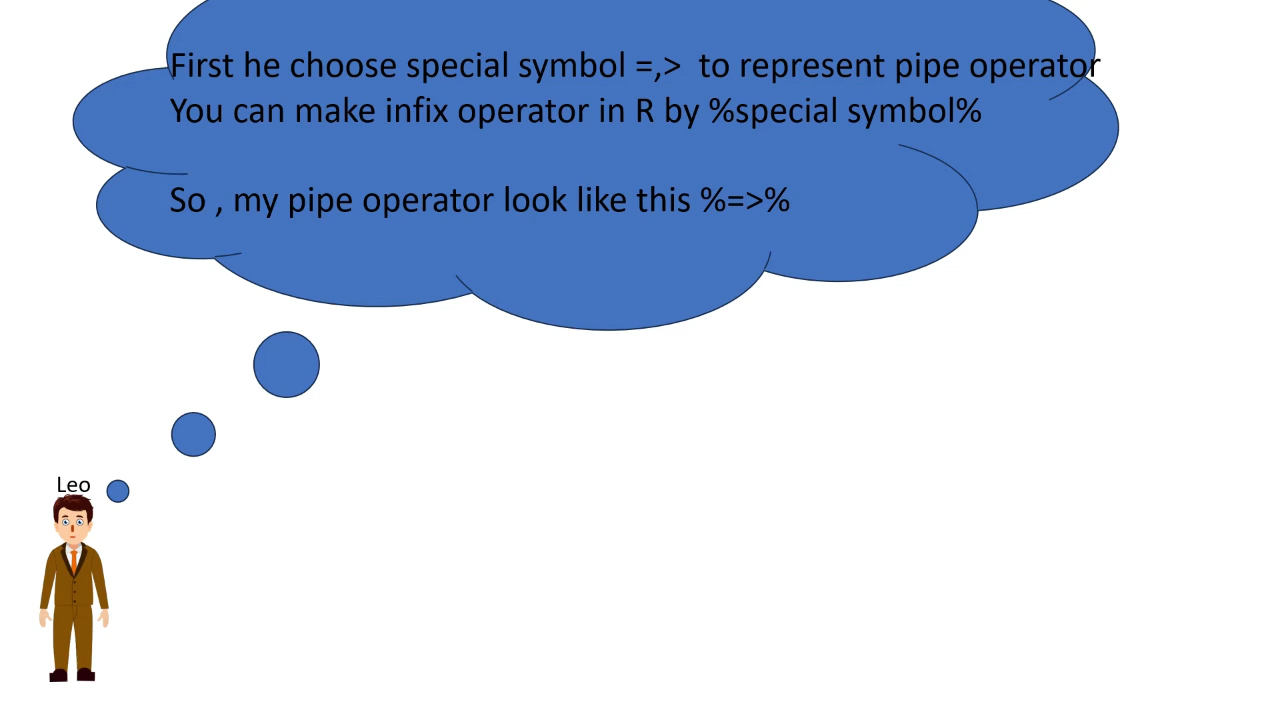 First he choose special symbol =,>  to represent pipe operator
You can make infix operator in R by %special symbol%
So , my pipe operator look like this %=>%
Leo